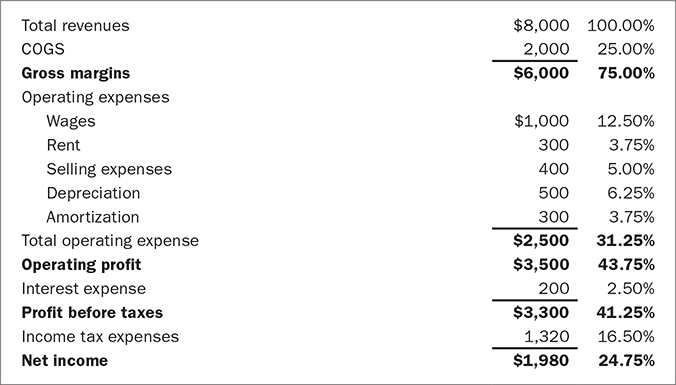 Total revenues $8,000 100.00%
COGS 2,000 25.00%
Gross margins $6,000 75.00%
Operating expenses
Wages $1,000 12.50%
Rent 300 3.75%
Selling expenses 400 5.00%
Depreciation 500 6.25%
Amortization 300 3.75%
Total operating expense $2,500 31.25%
Operating profit $3,500 43.75%
Interest expense 200 2.50%
Profit before taxes $3,300 41.25%
Income tax expenses 1,320 16.50%
Net income $1,980 24.75%